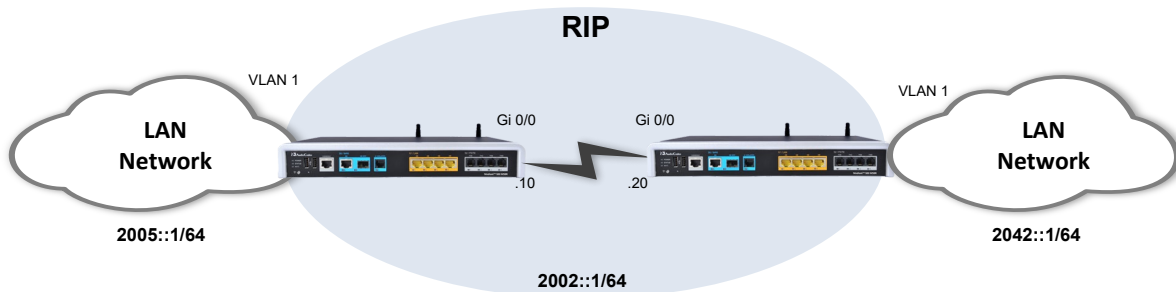 RIP
VLAN 1
VLAN 1
Gi 0/0
Gi 0/0
LAN
Network
LAN
Network
.10
.20
2005::1/64
2042::1/64
2002::1/64